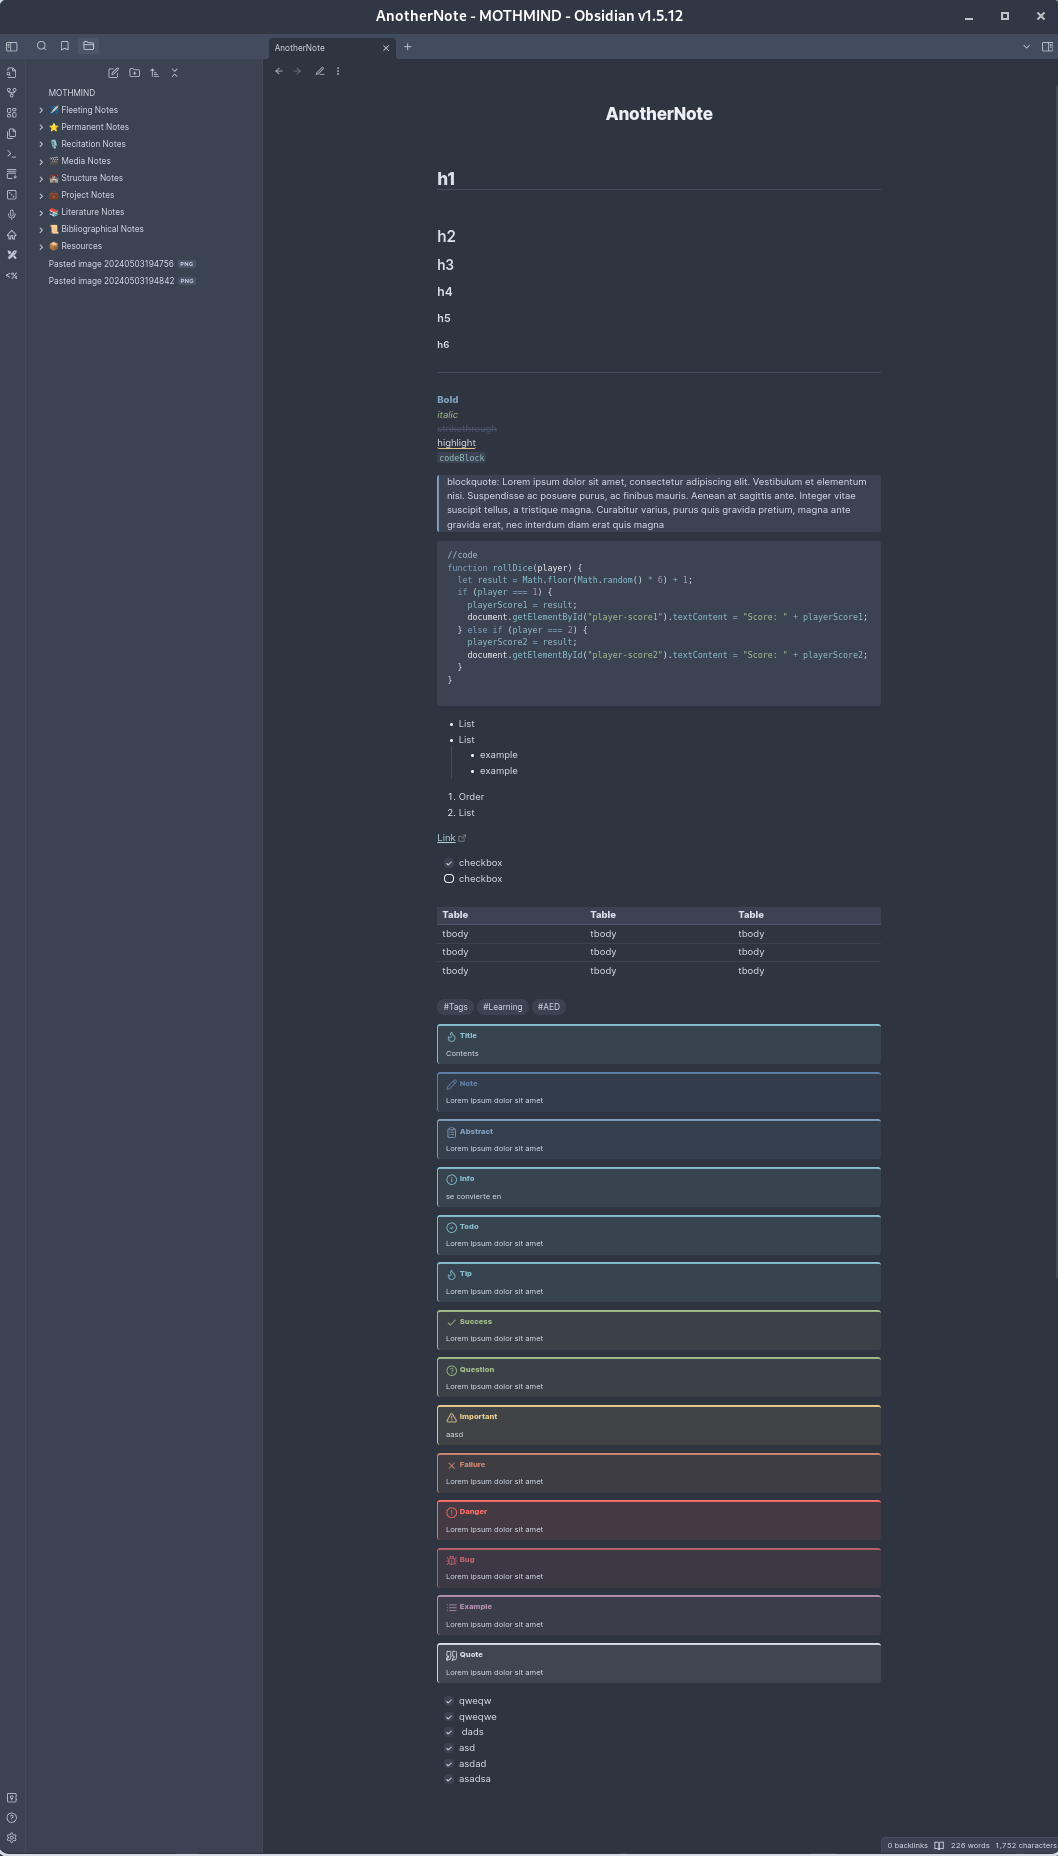 AnotherNote - MOTHMIND - Obsidian v1.5.12
AnotherNote
MOTHMIND
Fleeting Notes
Permanent Notes
Recitation Notes
Media Notes
Structure Notes
Project Notes
Literature Notes
Bibliographical Notes
Resources
Pasted image 20240503194756 PNG
Pasted image 20240503194842 PNG
AnotherNote
h1
h2
h3
h4
h5
h6
Bold
italic
strikethrough
highlight
codeBlock
blockquote: Lorem ipsum dolor sit amet, consectetur adipiscing elit. Vestibulum et elementum
nisi. Suspendisse ac posuere purus, ac finibus mauris. Aenean at sagittis ante. Integer vitae
suscipit tellus, a tristique magna. Curabitur varius, purus quis gravida pretium, magna ante
gravida erat, nec interdum diam erat quis magna
//code
function rollDice(player) {
  let result = Math.floor(Math.random() * 6) + 1;
  if (player === 1) {
    playerScore1 = result;
    document.getElementById("player-score1").textContent = "Score: " + playerScore1;
  } else if (player === 2) {
    playerScore2 = result;
    document.getElementById("player-score2").textContent = "Score: " + playerScore2;
  }
}
• List
• List
• example
• example
1. Order
2. List
Link
checkbox
checkbox
Table Table Table
tbody tbody tbody
tbody tbody tbody
tbody tbody tbody
#Tags #Learning #AED
Title
Contents
Note
Lorem ipsum dolor sit amet
Abstract
Lorem ipsum dolor sit amet
Info
se convierte en
Todo
Lorem ipsum dolor sit amet
Tip
Lorem ipsum dolor sit amet
Success
Lorem ipsum dolor sit amet
Question
Lorem ipsum dolor sit amet
Important
aasd
Failure
Lorem ipsum dolor sit amet
Danger
Lorem ipsum dolor sit amet
Bug
Lorem ipsum dolor sit amet
Example
Lorem ipsum dolor sit amet
Quote
Lorem ipsum dolor sit amet
qweqw
qweqwe
dads
asd
asdad
asadsa
0 backlinks 226 words 1,752 characters